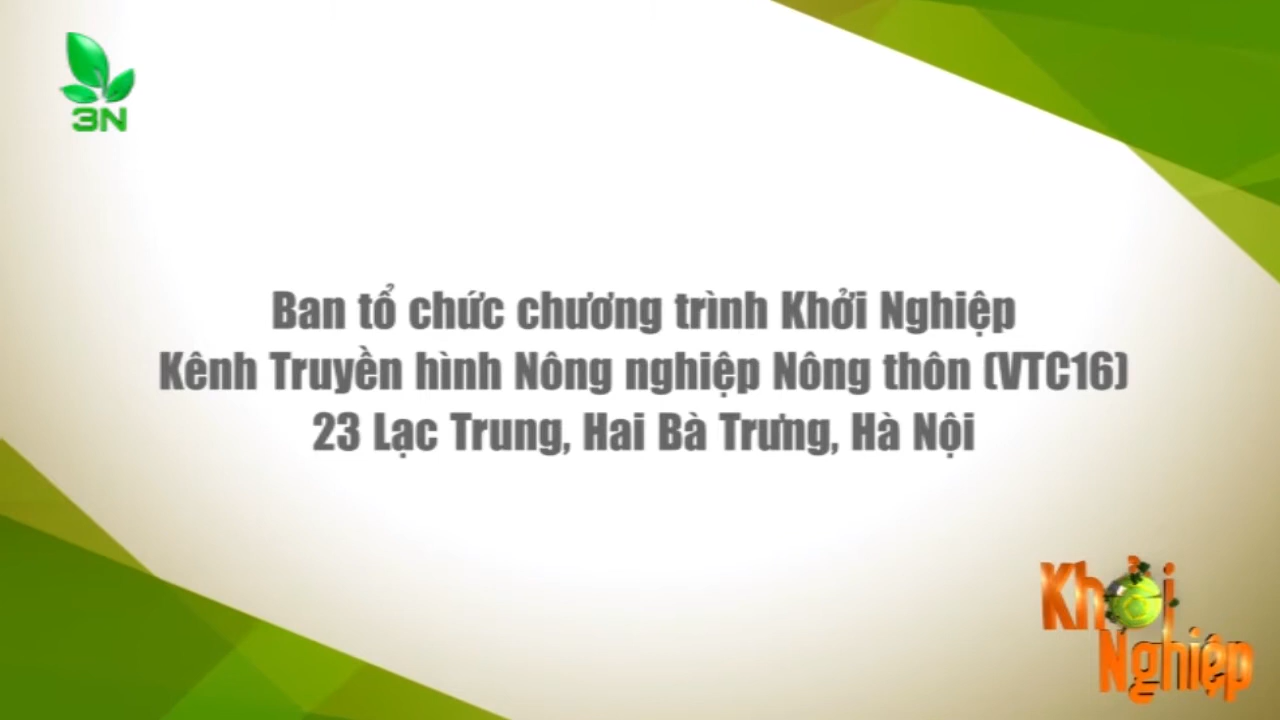 3N
Ban tổ chức chương trình Khởi Nghiệp
Kênh Truyền hình Nông nghiệp Nông thôn (VTC16)
23 Lạc Trung, Hai Bà Trưng, Hà Nội
Khởi
Nghiệp